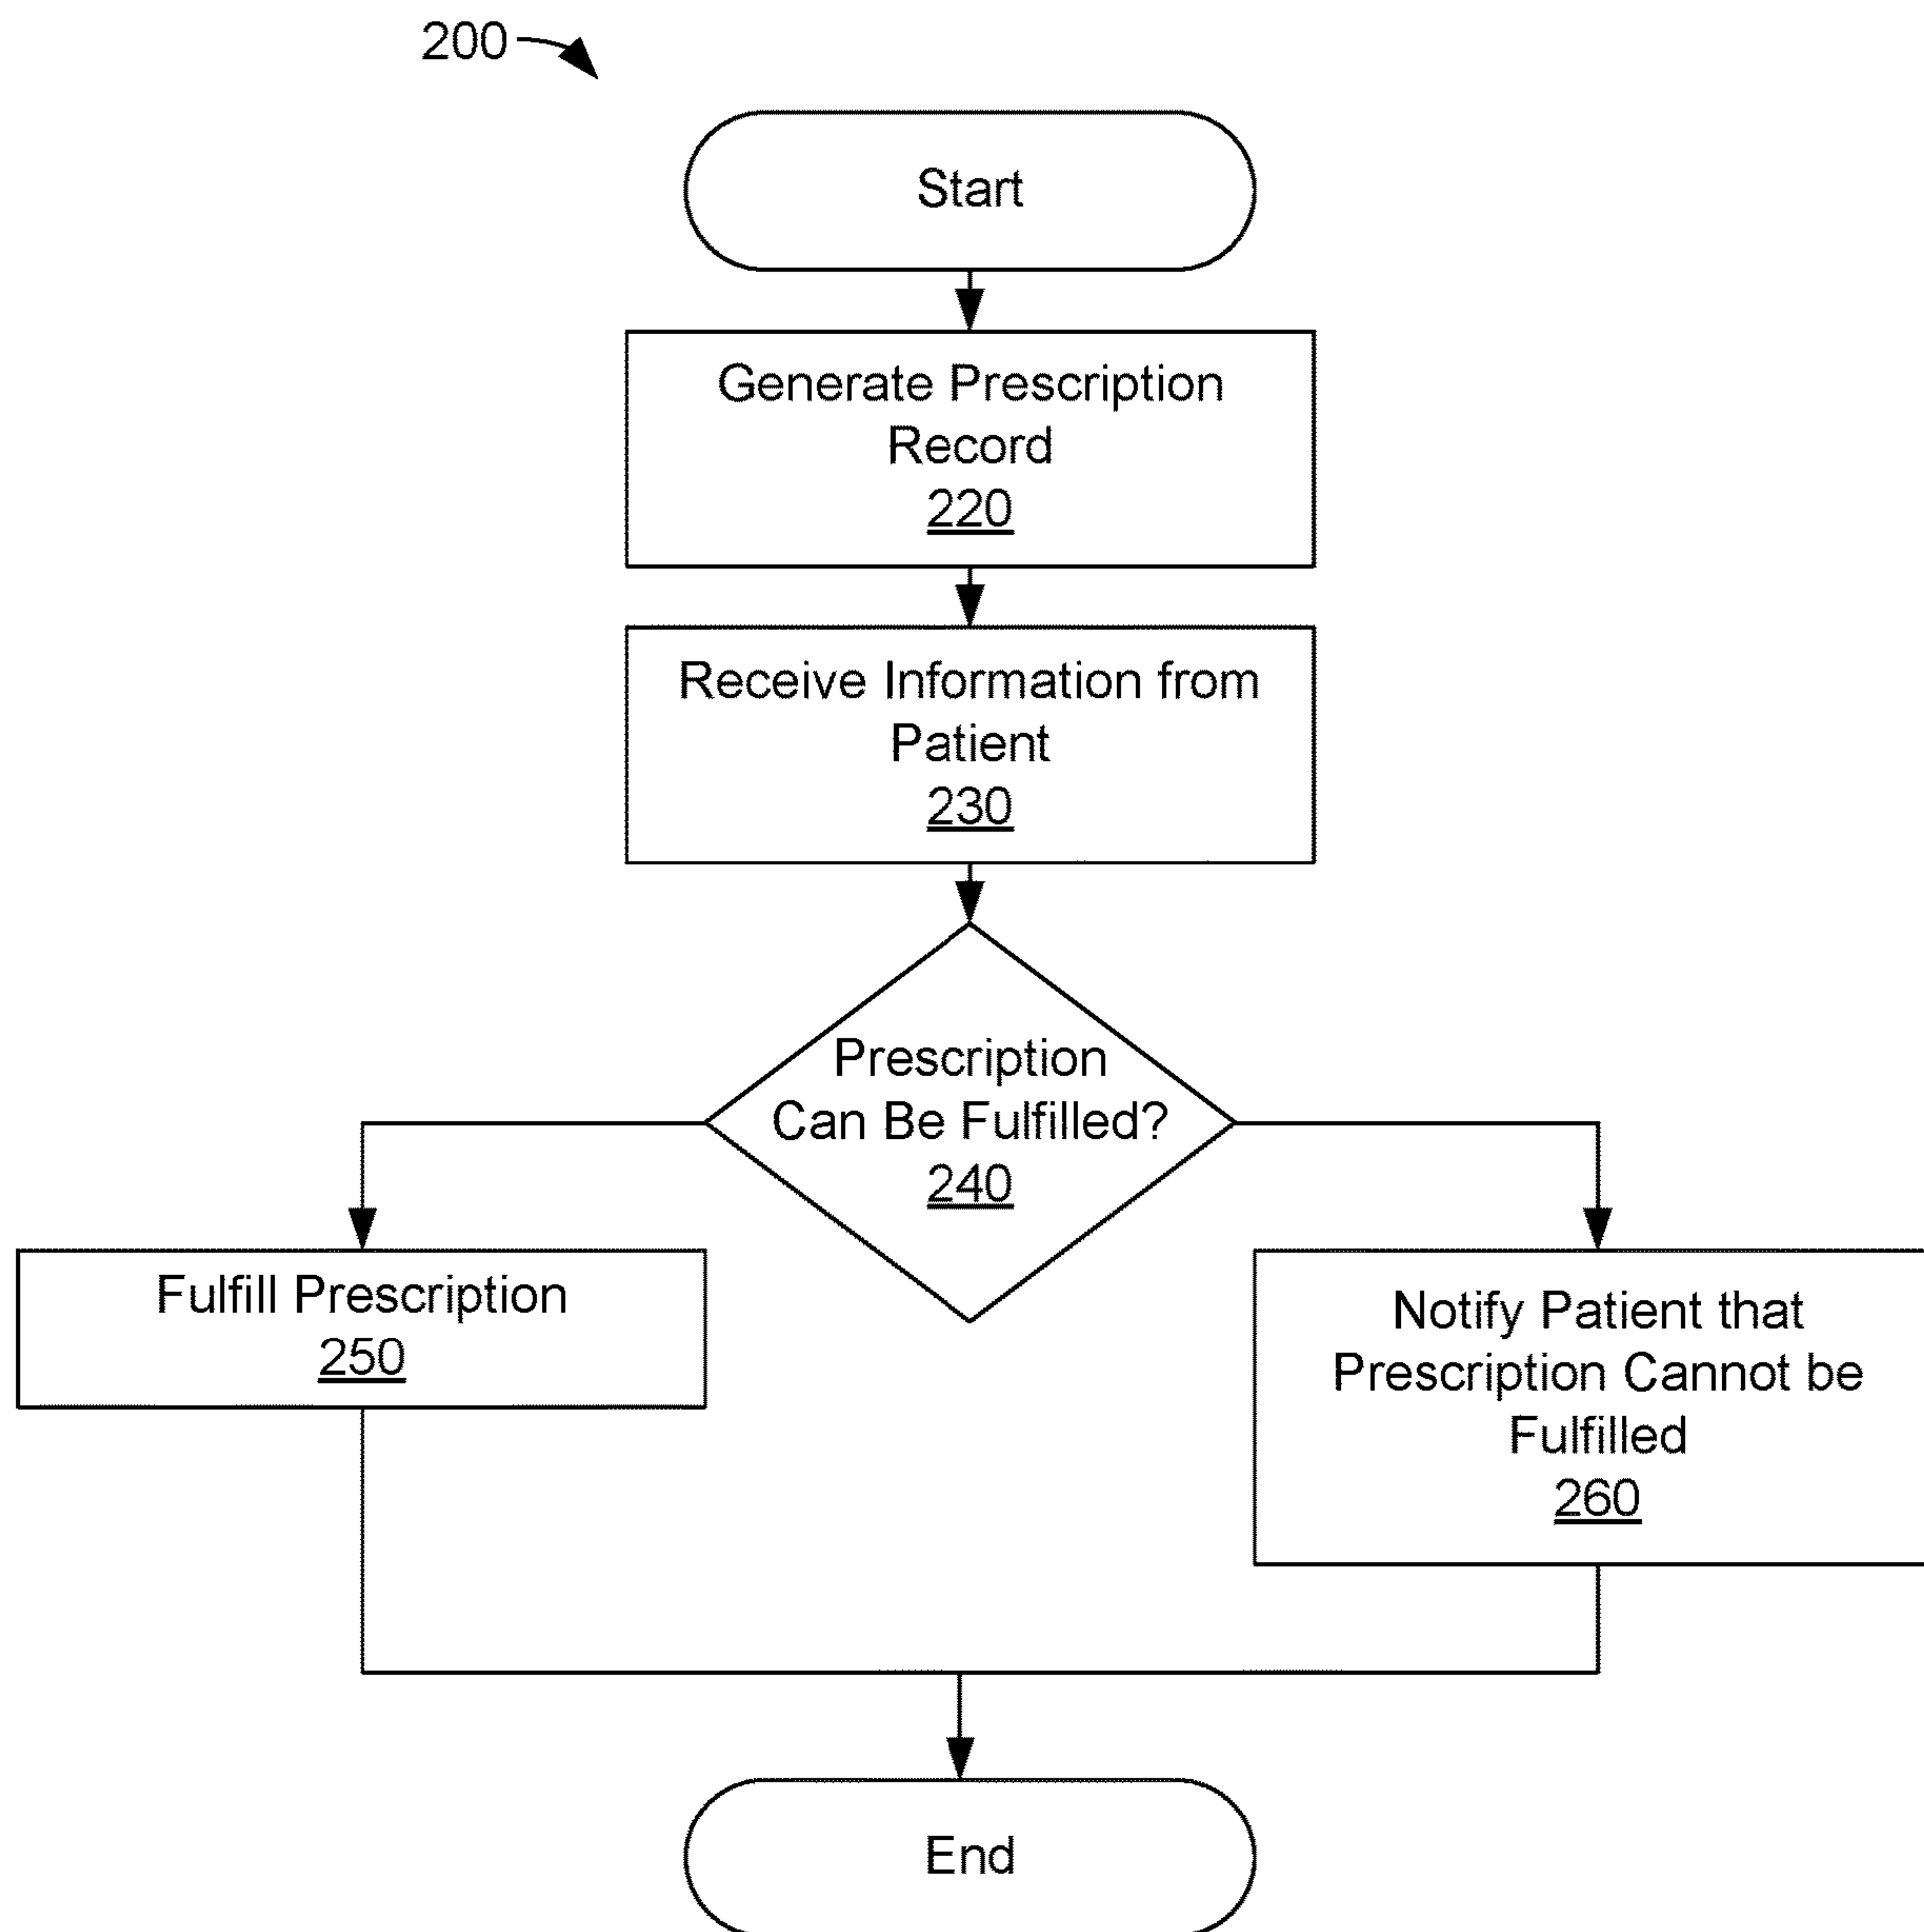 200
Start
Generate Prescription
Record
220
Receive Information from
Patient
230
Prescription
Can Be Fulfilled?
240
Fulfill Prescription
250
Notify Patient that
Prescription Cannot be
Fulfilled
260
End